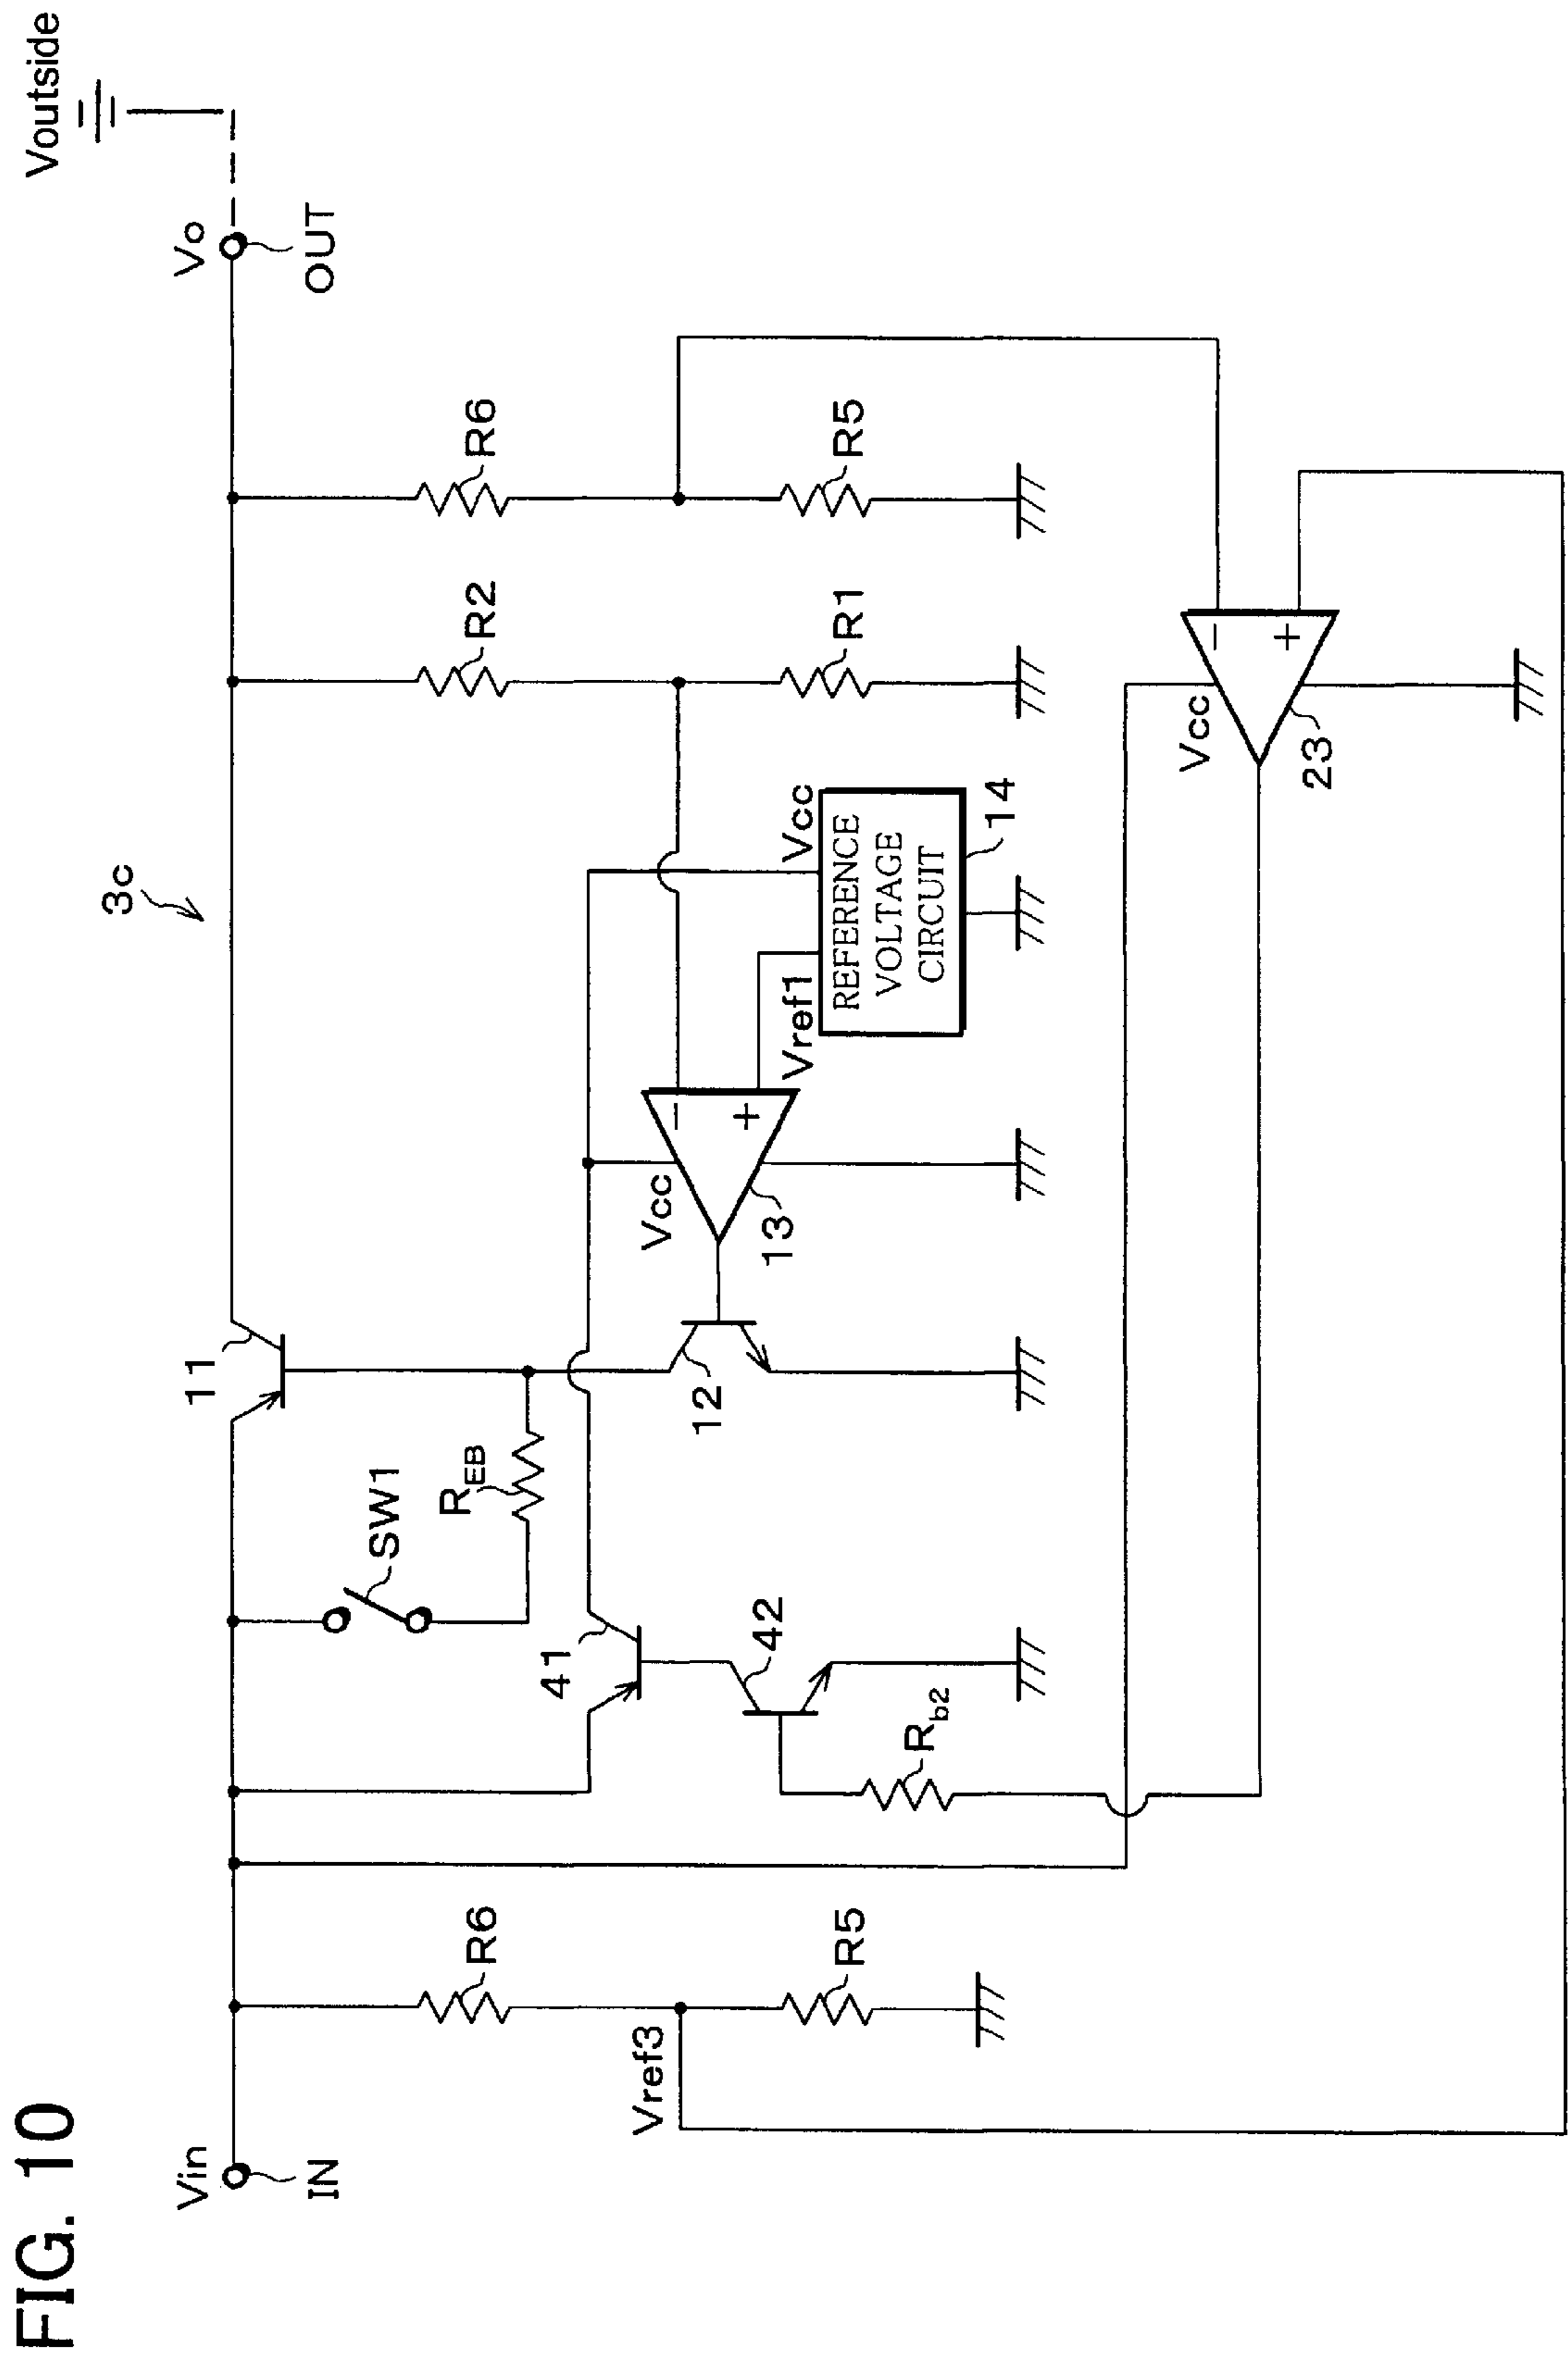 FIG. 10
3c
Vin
IN
Vo
OUT
Voutside
11
SW1
REB
R6
R5
Vref3
41
42
Rb2
12
Vcc
13
Vref1
Vcc
REFERENCE
VOLTAGE
CIRCUIT
14
R2
R1
R6
R5
Vcc
23
−
+
−
+